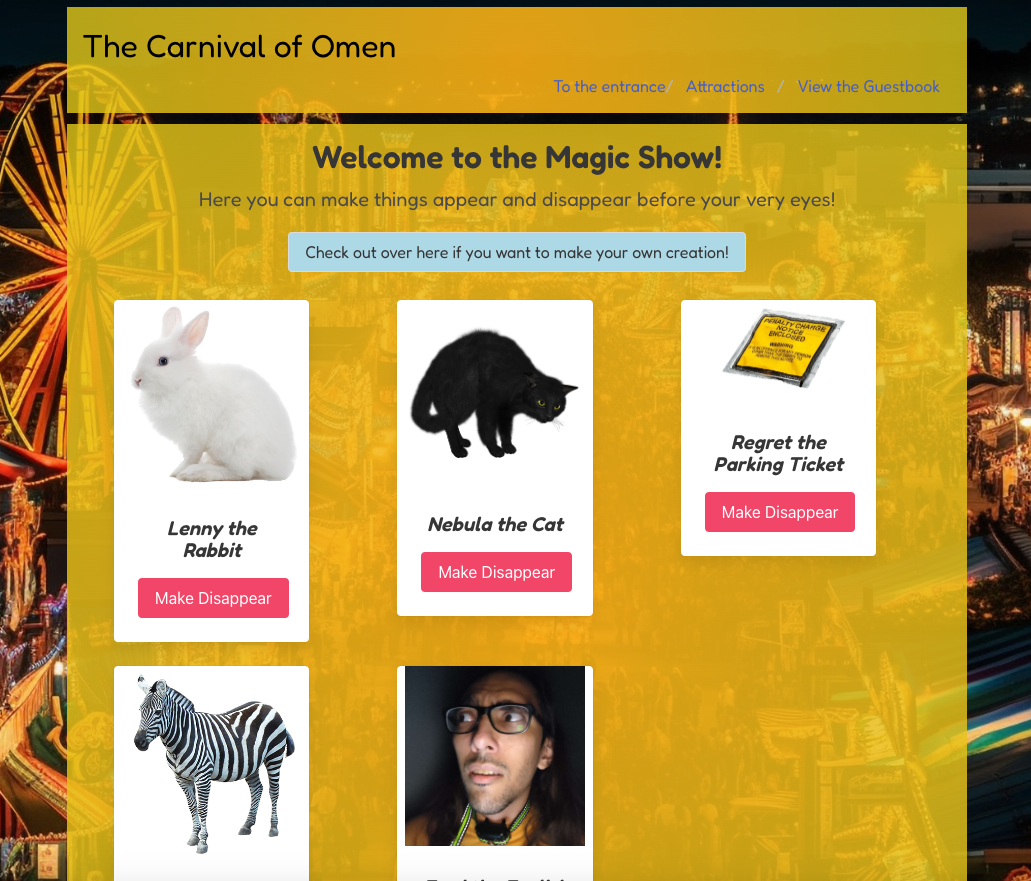 The Carnival of Omen
To the entrance/ Attractions / View the Guestbook
Welcome to the Magic Show!
Here you can make things appear and disappear before your very eyes!
Check out over here if you want to make your own creation!
PENALTY CHARGE
NOTICE
ENCLOSED
WARNING
Lenny the
Rabbit
Make Disappear
Nebula the Cat
Make Disappear
Regret the
Parking Ticket
Make Disappear